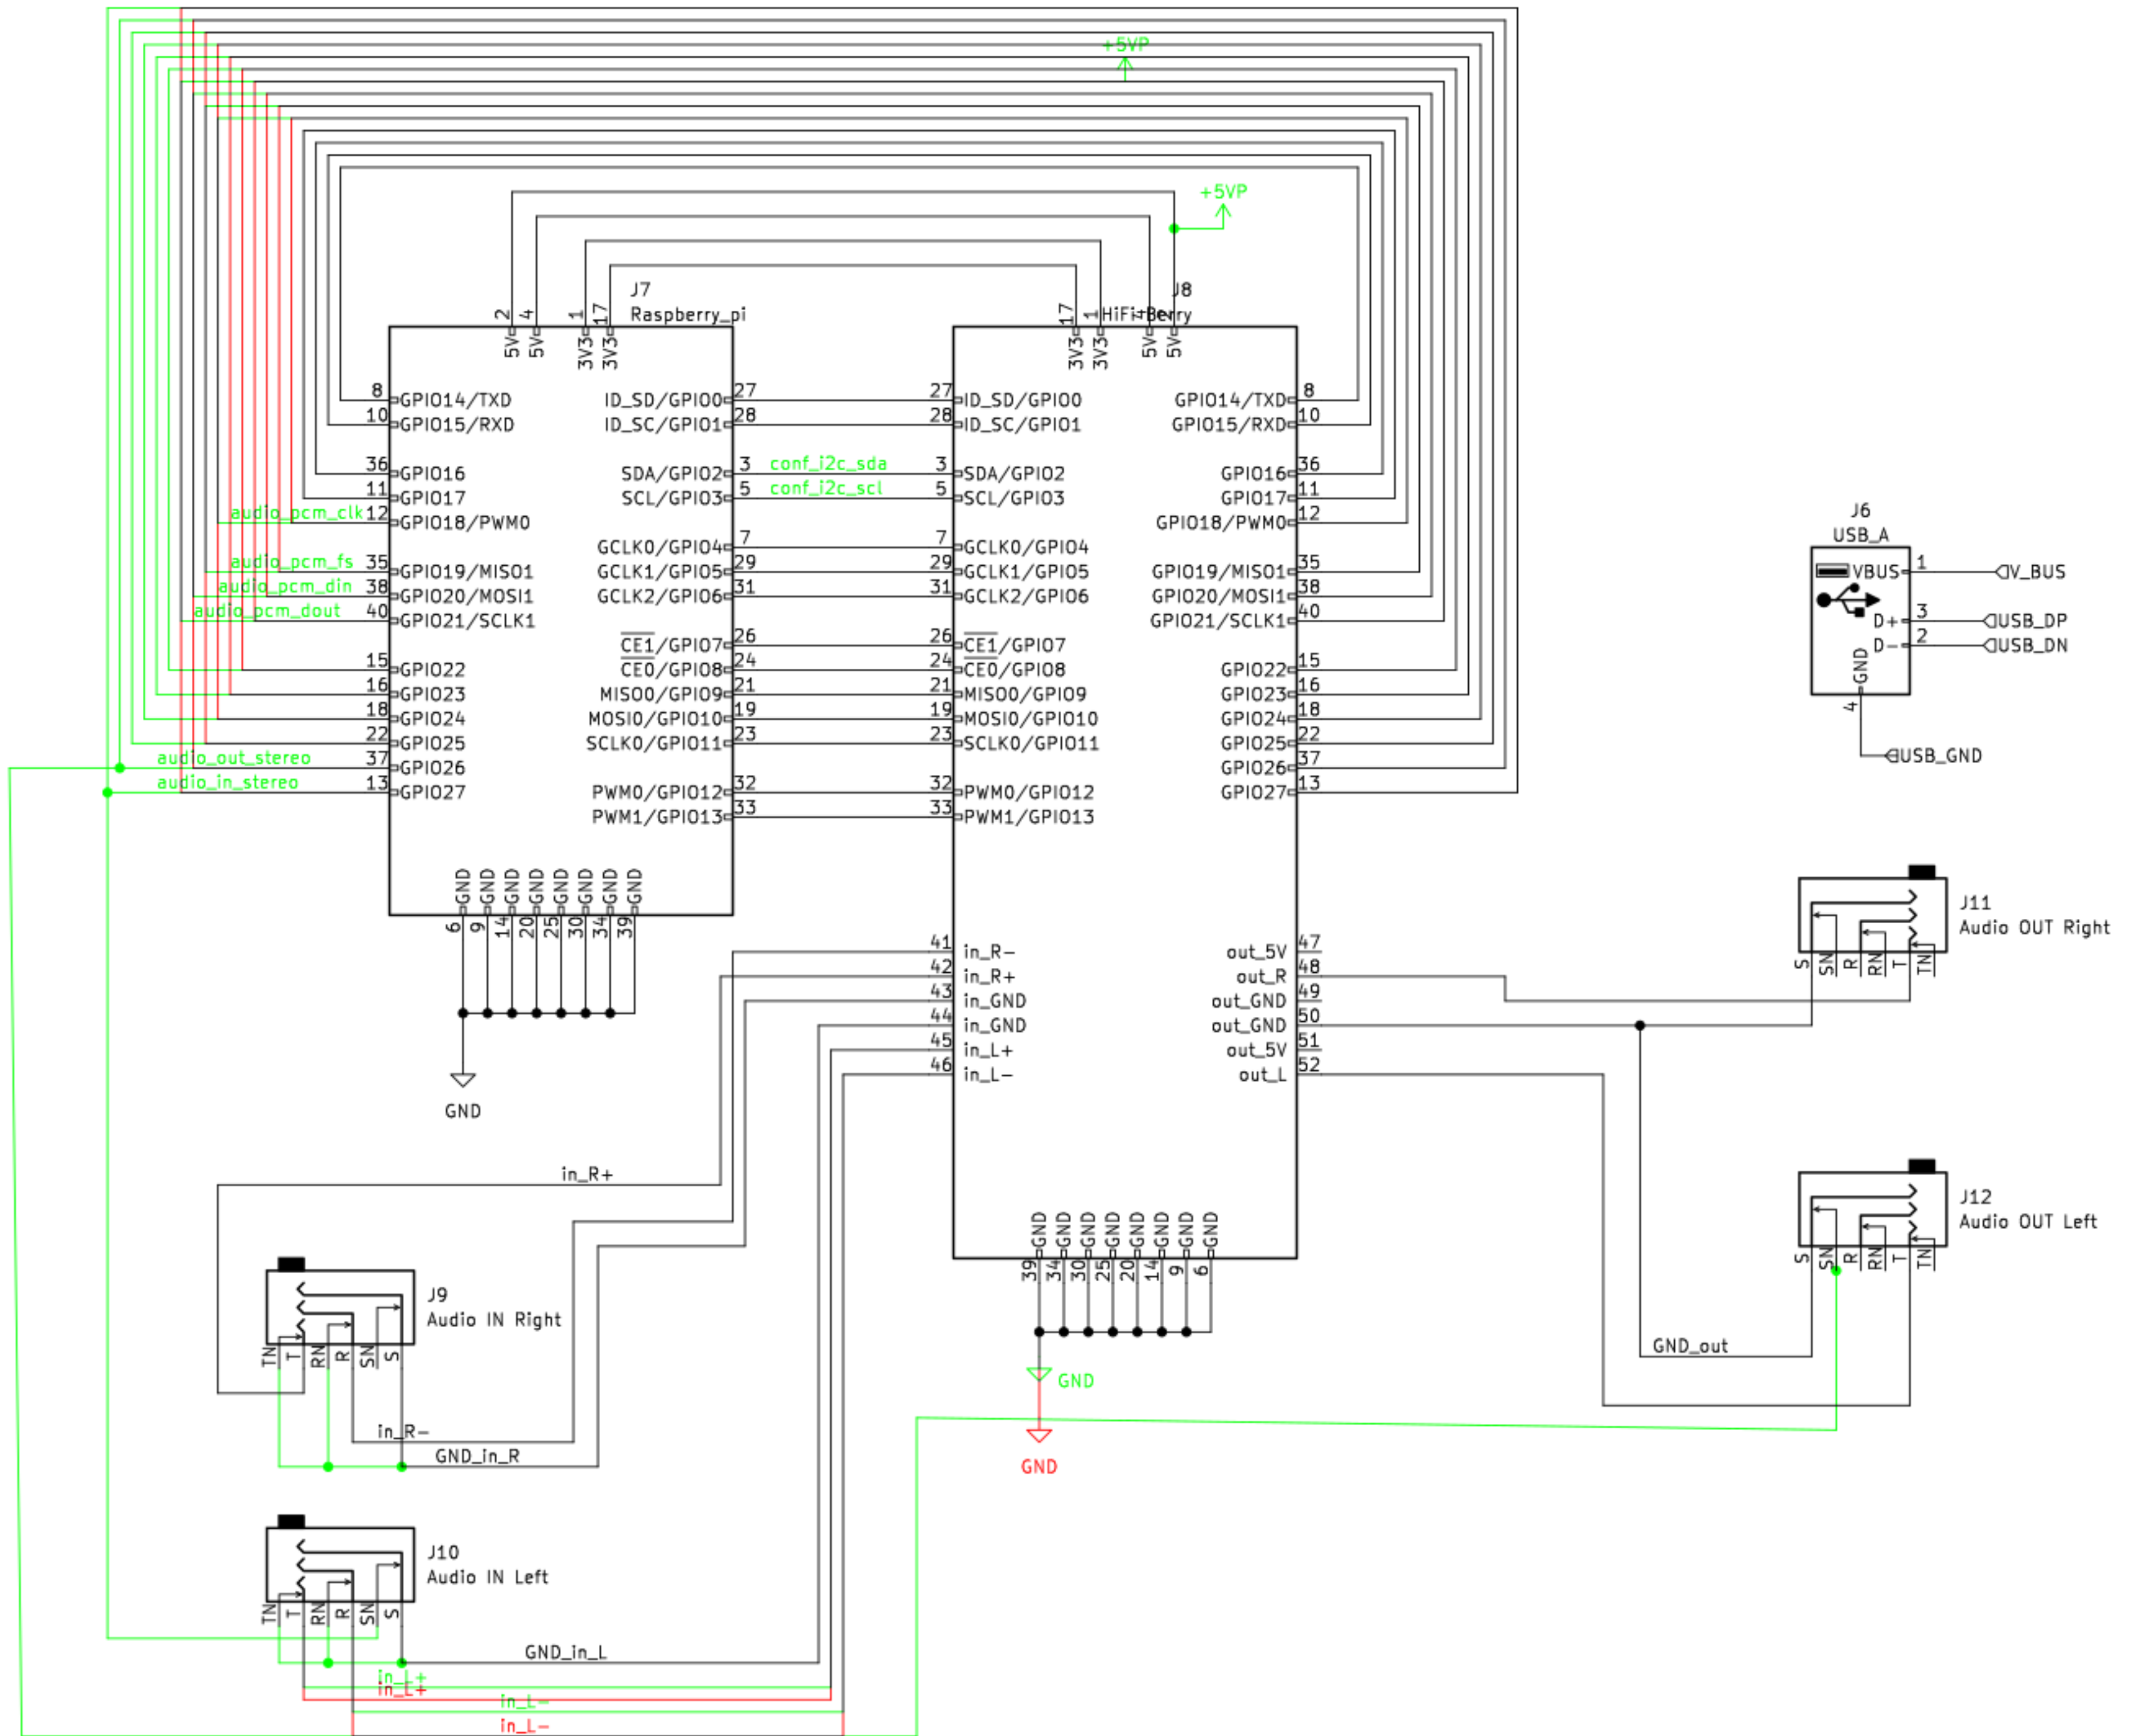 +5VP
+5VP
J7
Raspberry_pi
J8
HiFi-Berry
2 4 1 17
5V 5V 3V3 3V3
17 1 4 2
3V3 3V3 5V 5V
8 GPIO14/TXD ID_SD/GPIO0 27
27 ID_SD/GPIO0 GPIO14/TXD 8
10 GPIO15/RXD ID_SC/GPIO1 28
28 ID_SC/GPIO1 GPIO15/RXD 10
36 GPIO16 SDA/GPIO2 3 conf_i2c_sda
3 SDA/GPIO2 GPIO16 36
11 GPIO17 SCL/GPIO3 5 conf_i2c_scl
5 SCL/GPIO3 GPIO17 11
audio_pcm_clk 12 GPIO18/PWM0
GPIO18/PWM0 12
GCLK0/GPIO4 7
7 GCLK0/GPIO4
audio_pcm_fs 35 GPIO19/MISO1 GCLK1/GPIO5 29
29 GCLK1/GPIO5 GPIO19/MISO1 35
audio_pcm_din 38 GPIO20/MOSI1 GCLK2/GPIO6 31
31 GCLK2/GPIO6 GPIO20/MOSI1 38
audio_pcm_dout 40 GPIO21/SCLK1
GPIO21/SCLK1 40
CE1/GPIO7 26
26 CE1/GPIO7
15 GPIO22 CE0/GPIO8 24
24 CE0/GPIO8 GPIO22 15
16 GPIO23 MISO0/GPIO9 21
21 MISO0/GPIO9 GPIO23 16
18 GPIO24 MOSI0/GPIO10 19
19 MOSI0/GPIO10 GPIO24 18
22 GPIO25 SCLK0/GPIO11 23
23 SCLK0/GPIO11 GPIO25 22
audio_out_stereo 37 GPIO26
GPIO26 37
audio_in_stereo 13 GPIO27 PWM0/GPIO12 32
32 PWM0/GPIO12 GPIO27 13
PWM1/GPIO13 33
33 PWM1/GPIO13
GND GND GND GND GND GND GND GND
6 9 14 20 25 30 34 39
GND
J6
USB_A
VBUS 1 V_BUS
D+ 3 USB_DP
D- 2 USB_DN
GND
4
USB_GND
J11
Audio OUT Right
S SN R RN T TN
41 in_R- out_5V 47
42 in_R+ out_R 48
43 in_GND out_GND 49
44 in_GND out_GND 50
45 in_L+ out_5V 51
46 in_L- out_L 52
J12
Audio OUT Left
S SN R RN T TN
GND_out
GND GND GND GND GND GND GND GND
39 34 30 25 20 14 9 6
GND
GND
in_R+
J9
Audio IN Right
TN T RN R SN S
in_R-
GND_in_R
J10
Audio IN Left
TN T RN R SN S
GND_in_L
in_L+
in_L+
in_L-
in_L-